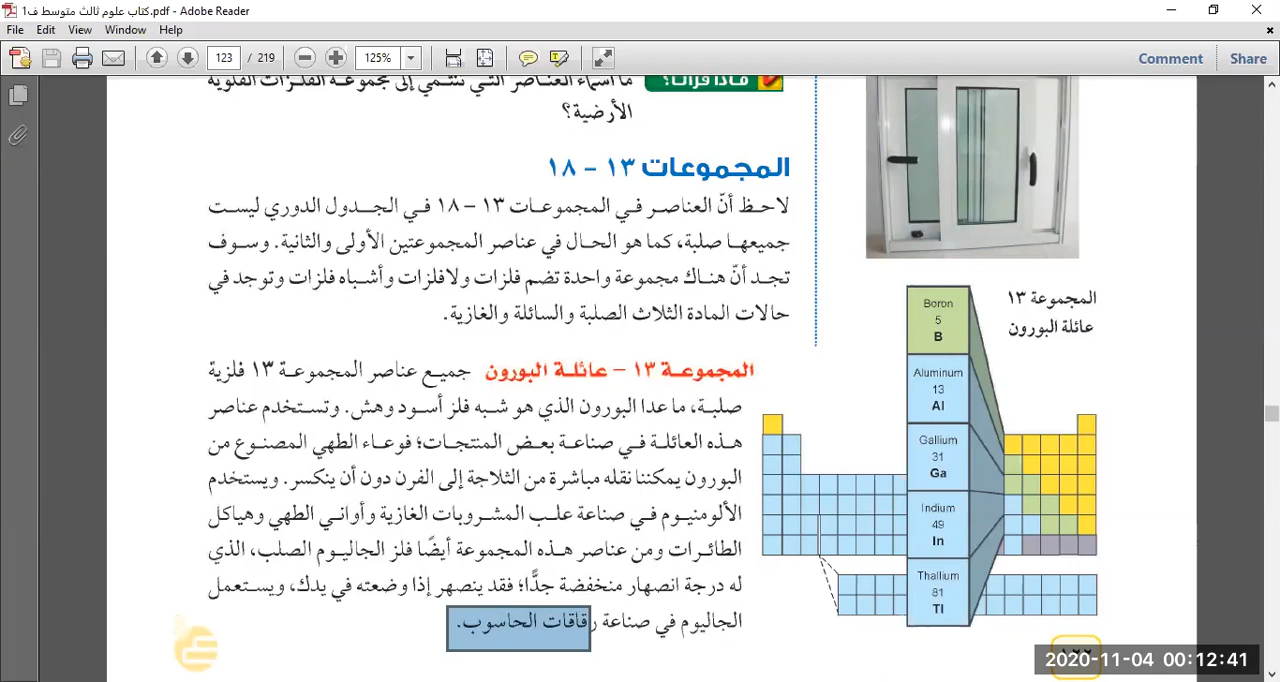 كتاب علوم ثالث متوسط ف1.pdf - Adobe Reader
File Edit View Window Help
123 / 219 125% Comment Share
ماذا قرأت؟ ما أسماء العناصر التي تنتمي إلى مجموعة الفلزات القلوية
الأرضية؟
المجموعات ١٣ – ١٨
لاحظ أنّ العناصر في المجموعات ١٣ – ١٨ في الجدول الدوري ليست
جميعها صلبة، كما هو الحال في عناصر المجموعتين الأولى والثانية. وسوف
تجد أنّ هناك مجموعة واحدة تضم فلزات ولافلزات وأشباه فلزات وتوجد في
حالات المادة الثلاث الصلبة والسائلة والغازية.
المجموعة ١٣ – عائلة البورون جميع عناصر المجموعة ١٣ فلزية
صلبة، ما عدا البورون الذي هو شبه فلز أسود وهش. وتستخدم عناصر
هذه العائلة في صناعة بعض المنتجات؛ فوعاء الطهي المصنوع من
البورون يمكننا نقله مباشرة من الثلاجة إلى الفرن دون أن ينكسر. ويستخدم
الألومنيوم في صناعة علب المشروبات الغازية وأواني الطهي وهياكل
الطائرات ومن عناصر هذه المجموعة أيضًا فلز الجاليوم الصلب، الذي
له درجة انصهار منخفضة جدًّا؛ فقد ينصهر إذا وضعته في يدك، ويستعمل
الجاليوم في صناعة رقاقات الحاسوب.
المجموعة ١٣
عائلة البورون
Boron
5
B
Aluminum
13
Al
Gallium
31
Ga
Indium
49
In
Thallium
81
Tl
2020-11-04 00:12:41